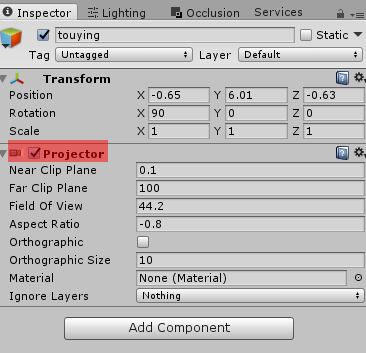 Inspector Lighting Occlusion Services
touying Static
Tag Untagged Layer Default
Transform
Position X -0.65 Y 6.01 Z -0.63
Rotation X 90 Y 0 Z 0
Scale X 1 Y 1 Z 1
Projector
Near Clip Plane 0.1
Far Clip Plane 100
Field Of View 44.2
Aspect Ratio -0.8
Orthographic
Orthographic Size 10
Material None (Material)
Ignore Layers Nothing
Add Component